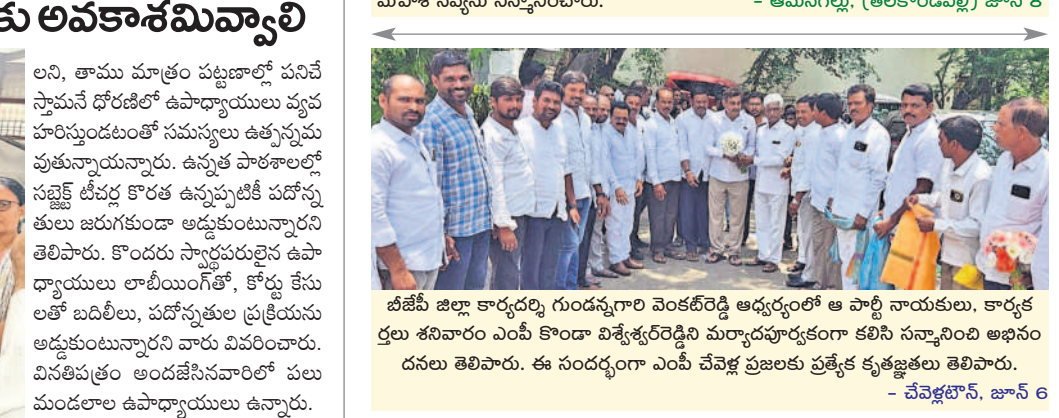 కు అవకాశమివ్వాలి
లని, తాము మాత్రం పట్టణాల్లో పనిచే
స్తామనే ధోరణిలో ఉపాధ్యాయులు వ్యవ
హరిస్తుండటంతో సమస్యలు ఉత్పన్నమ
వుతున్నాయన్నారు. ఉన్నత పాఠశాలల్లో
సబ్జెక్ట్ టీచర్ల కొరత ఉన్నప్పటికీ పదోన్న
తులు జరుగకుండా అడ్డుకుంటున్నారని
తెలిపారు. కొందరు స్వార్థపరులైన ఉపా
ధ్యాయులు లాబీయింగ్‌తో, కోర్టు కేసు
లతో బదిలీలు, పదోన్నతుల ప్రక్రియను
అడ్డుకుంటున్నారని వారు వివరించారు.
వినతిపత్రం అందజేసినవారిలో పలు
మండలాల ఉపాధ్యాయులు ఉన్నారు.
బీజేపీ జిల్లా కార్యదర్శి గుండన్నగారి వెంకట్‌రెడ్డి ఆధ్వర్యంలో ఆ పార్టీ నాయకులు, కార్యక
ర్తలు శనివారం ఎంపీ కొండా విశ్వేశ్వర్‌రెడ్డిని మర్యాదపూర్వకంగా కలిసి సన్మానించి అభినం
దనలు తెలిపారు. ఈ సందర్భంగా ఎంపీ చేవెళ్ల ప్రజలకు ప్రత్యేక కృతజ్ఞతలు తెలిపారు.
- చేవెళ్లటౌన్, జూన్ 6